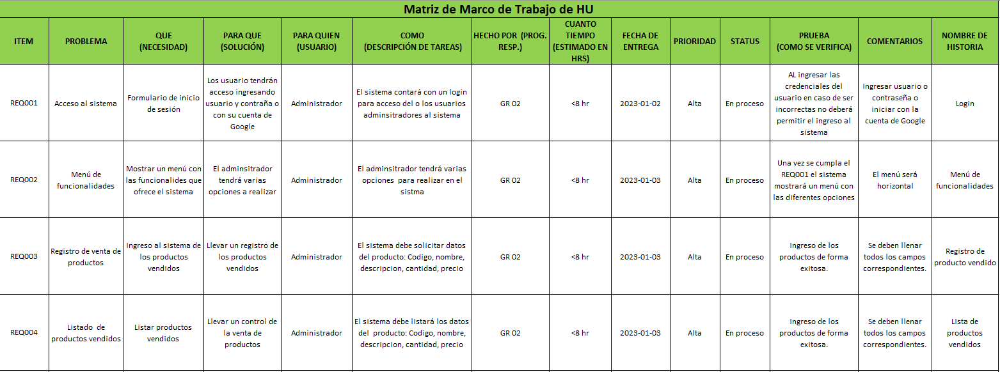 Matriz de Marco de Trabajo de HU
ITEM
PROBLEMA
QUE
(NECESIDAD)
PARA QUE
(SOLUCIÓN)
PARA QUIEN
(USUARIO)
COMO
(DESCRIPCIÓN DE TAREAS)
HECHO POR (PROG.
RESP.)
CUANTO
TIEMPO
(ESTIMADO EN
HRS)
FECHA DE
ENTREGA
PRIORIDAD
STATUS
PRUEBA
(COMO SE VERIFICA)
COMENTARIOS
NOMBRE DE
HISTORIA
REQ001
Acceso al sistema
Formulario de inicio
de sesión
Los usuario tendrán
acceso ingresando
usuario y contraña o
con su cuenta de
Google
Administrador
El sistema contará con un login
para acceso del o los usuarios
adminsitradores al sistema
GR 02
<8 hr
2023-01-02
Alta
En proceso
AL ingresar las
credenciales del
usuario en caso de ser
incorrectas no deberá
permitir el ingreso al
sistema
Ingresar usuario o
contraseña o
iniciar con la
cuenta de Google
Login
REQ002
Menú de
funcionalidades
Mostrar un menú con
las funcionalides que
ofrece el sistema
El adminsitrador
tendrá varias
opciones a realizar
Administrador
El adminsitrador tendrá varias
opciones para realizar en el
sistma
GR 02
<8 hr
2023-01-03
Alta
En proceso
Una vez se cumpla el
REQ001 el sistema
mostrará un menú con
las diferentes opciones
El menú será
horizontal
Menú de
funcionalidades
REQ003
Registro de venta de
productos
Ingreso al sistema de
los productos
vendidos
Llevar un registro de
los productos
vendidos
Administrador
El sistema debe solicitar datos
del producto: Codigo, nombre,
descripcion, cantidad, precio
GR 02
<8 hr
2023-01-03
Alta
En proceso
Ingreso de los
productos de forma
exitosa.
Se deben llenar
todos los campos
correspondientes.
Registro de
producto vendido
REQ004
Listado de
productos vendidos
Listar productos
vendidos
Llevar un control de
la venta de
productos
Administrador
El sistema debe listará los datos
del producto: Codigo, nombre,
descripcion, cantidad, precio
GR 02
<8 hr
2023-01-03
Alta
En proceso
Ingreso de los
productos de forma
exitosa.
Se deben llenar
todos los campos
correspondientes.
Lista de
productos
vendidos